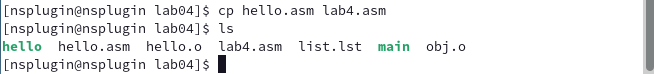 [nsplugin@nsplugin lab04]$ cp hello.asm lab4.asm
[nsplugin@nsplugin lab04]$ ls
hello  hello.asm  hello.o  lab4.asm  list.lst  main  obj.o
[nsplugin@nsplugin lab04]$